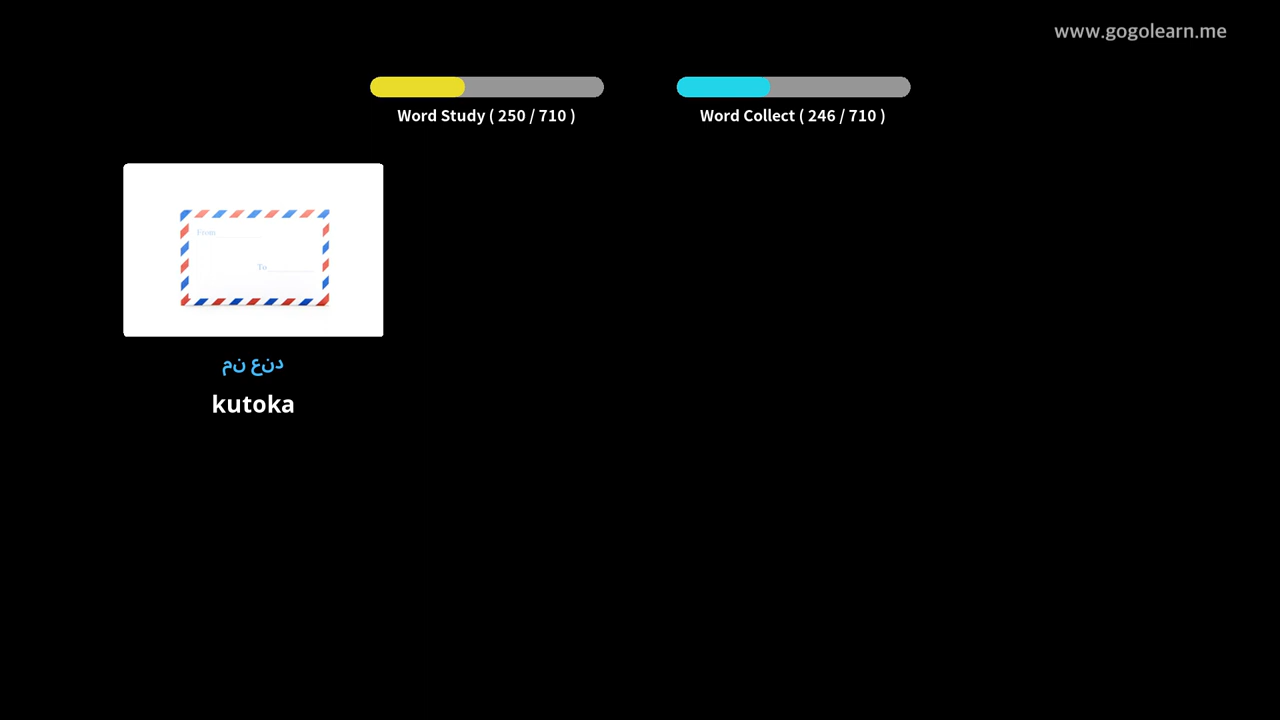 www.gogolearn.me
Word Study ( 250 / 710 )
Word Collect ( 246 / 710 )
From
To
من عند
kutoka